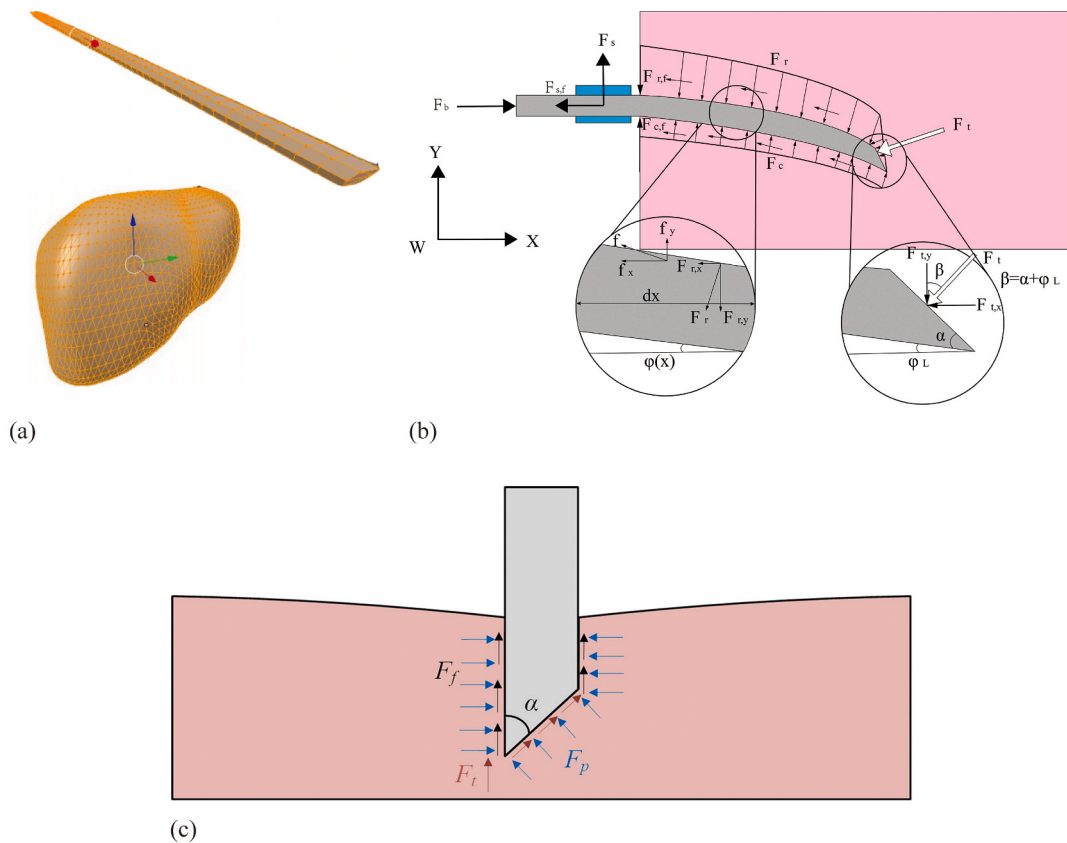 F s
F r
F r,f
F s,f
F b
F t
F c,f
F c
Y
W
X
f
f y
f x
F r,x
dx
F r
F r,y
φ(x)
F t,y
F t
β
β=α+φ L
F t,x
α
φ L
(a)
(b)
F f
α
F t
F p
(c)